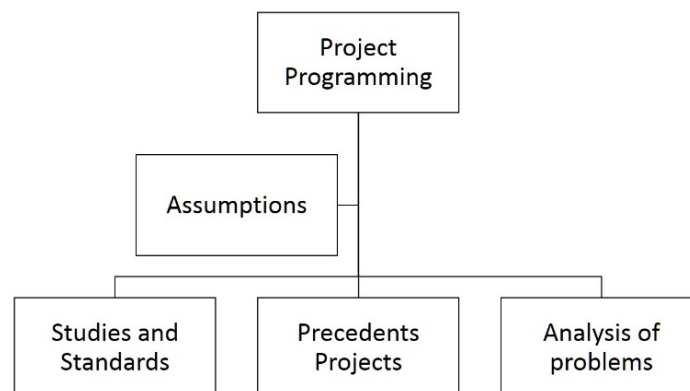 Project
Programming
Assumptions
Studies and
Standards
Precedents
Projects
Analysis of
problems